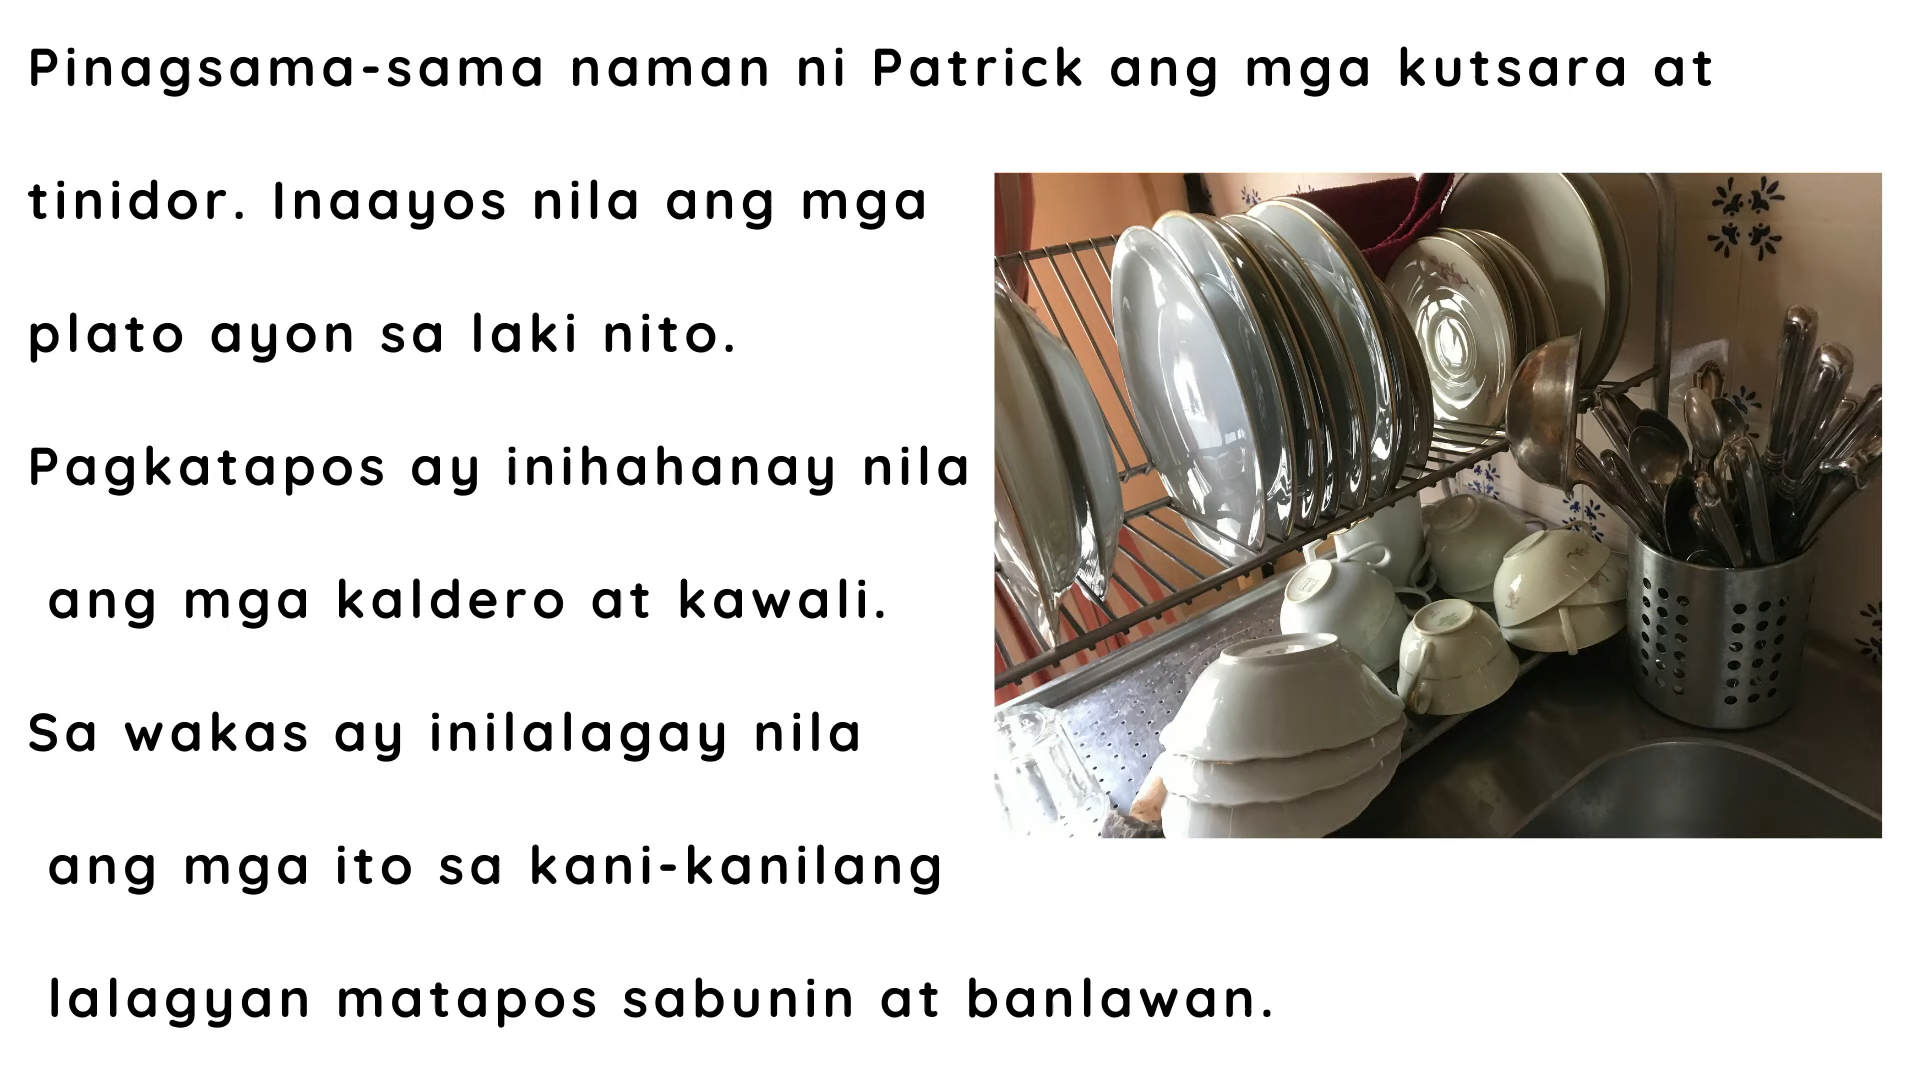 Pinagsama-sama naman ni Patrick ang mga kutsara at
tinidor. Inaayos nila ang mga
plato ayon sa laki nito.
Pagkatapos ay inihahanay nila
ang mga kaldero at kawali.
Sa wakas ay inilalagay nila
ang mga ito sa kani-kanilang
lalagyan matapos sabunin at banlawan.